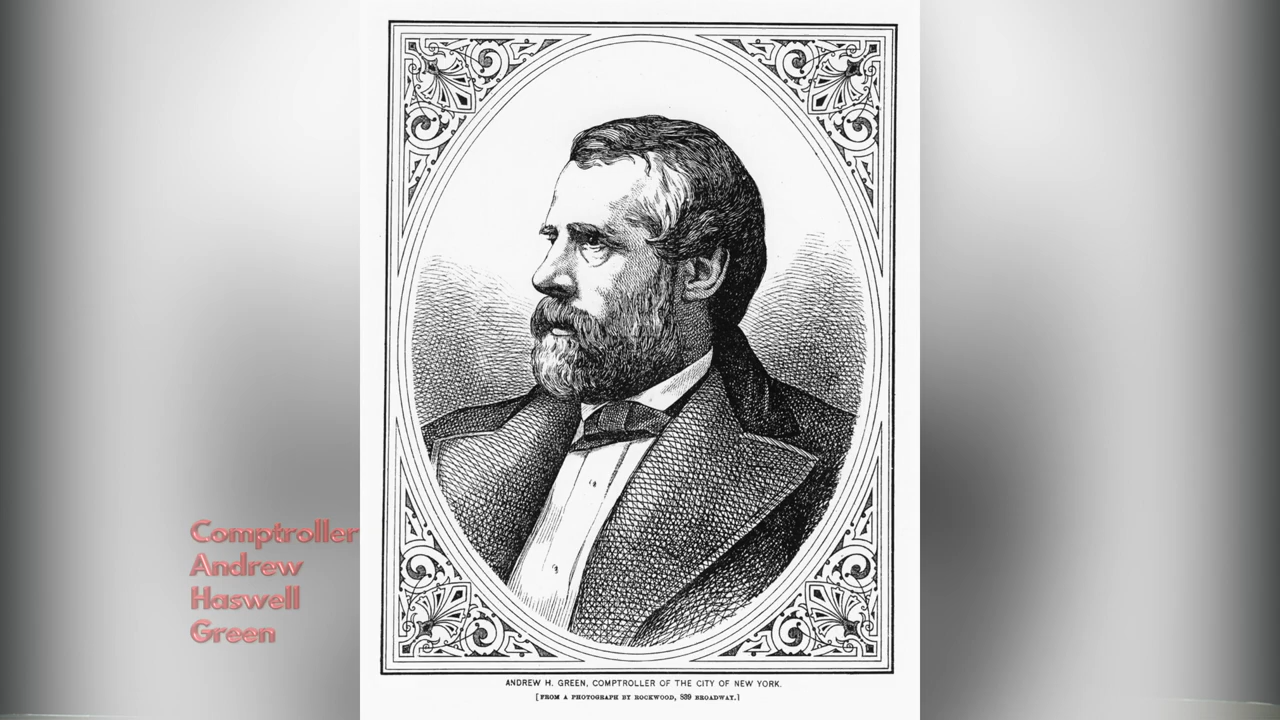 Comptroller
Andrew
Haswell
Green
ANDREW H. GREEN, COMPTROLLER OF THE CITY OF NEW YORK.
[FROM A PHOTOGRAPH BY ROCKWOOD, 839 BROADWAY.]